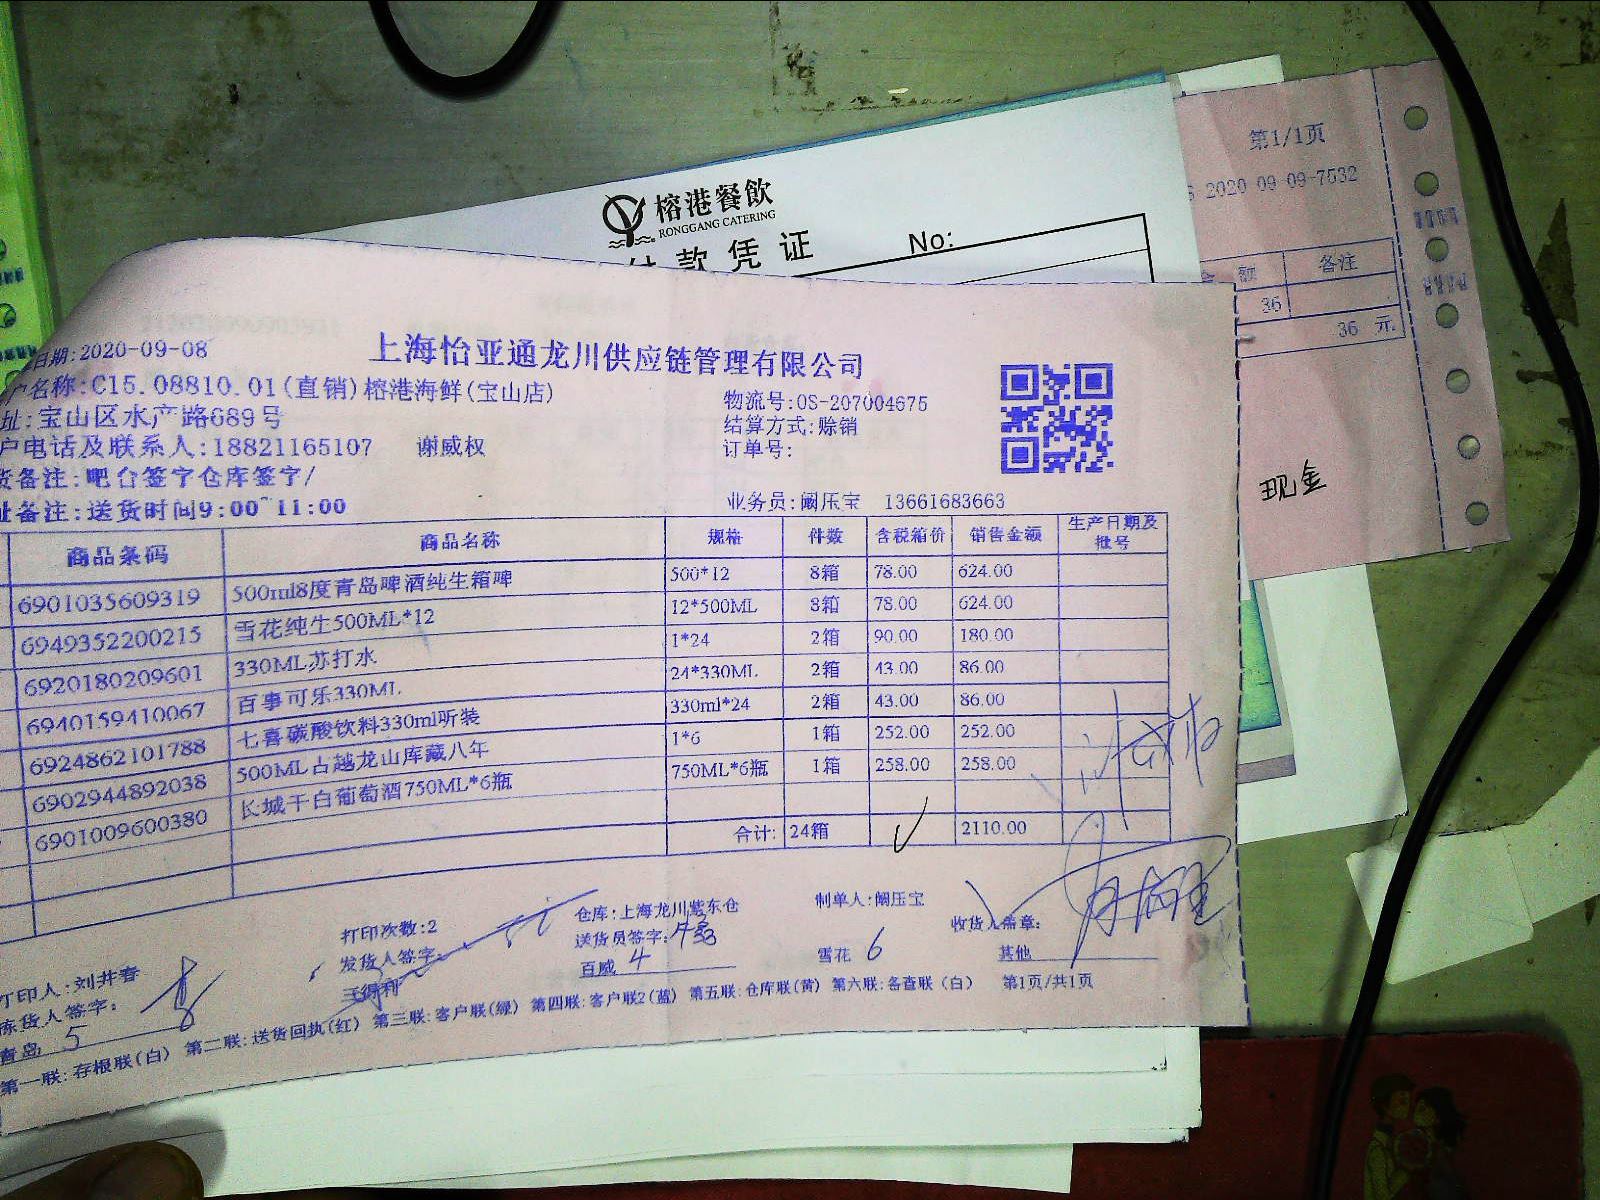 榕港餐飲
RONGGANG CATERING
款凭证
No:
第1/1页
2020-09-09-7532
额 备注
36
36 元
现金
日期:2020-09-08
上海怡亚通龙川供应链管理有限公司
户名称:C15.08810.01(直销)榕港海鲜(宝山店)
址:宝山区水产路689号
户电话及联系人:18821165107 谢威权
货备注:吧台签字仓库签字/
址备注:送货时间9:00~11:00
物流号:OS-207004675
结算方式:赊销
订单号:
业务员:阚压宝 13661683663
商品条码 商品名称 规格 件数 含税箱价 销售金额 生产日期及批号
6901035609319 500ml8度青岛啤酒纯生箱啤 500*12 8箱 78.00 624.00
6949352200215 雪花纯生500ML*12 12*500ML 8箱 78.00 624.00
6920180209601 330ML苏打水 1*24 2箱 90.00 180.00
6940159410067 百事可乐330ML 24*330ML 2箱 43.00 86.00
6924862101788 七喜碳酸饮料330ml听装 330ml*24 2箱 43.00 86.00
6902944892038 500ML古越龙山库藏八年 1*6 1箱 252.00 252.00
6901009600380 长城干白葡萄酒750ML*6瓶 750ML*6瓶 1箱 258.00 258.00
合计: 24箱 2110.00
打印人:刘井春 打印次数:2 仓库:上海龙川紫东仓 制单人:阚压宝
拣货人签字: 发货人签字: 送货员签字: 收货人盖章:
青岛 5 王得利 百威 4 雪花 6 其他
第一联:存根联(白) 第二联:送货回执(红) 第三联:客户联(绿) 第四联:客户联2(蓝) 第五联:仓库联(黄) 第六联:各查联(白) 第1页/共1页